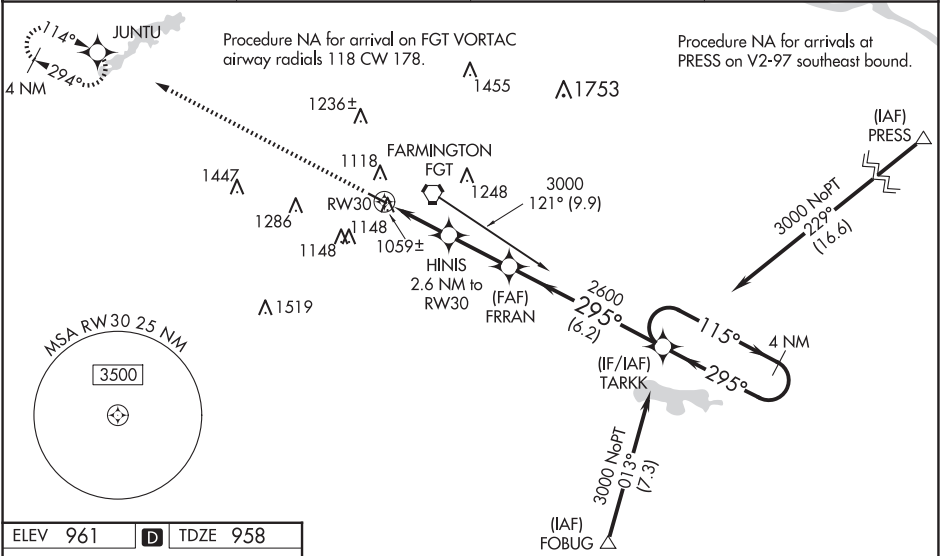 114°
JUNTU
294°
4 NM
Procedure NA for arrival on FGT VORTAC
airway radials 118 CW 178.
Procedure NA for arrivals at
PRESS on V2-97 southeast bound.
1455
1753
1236±
(IAF)
PRESS
1118
FARMINGTON
FGT
1447
1248
3000
121° (9.9)
3000 NoPT
229°
(16.6)
1286
RW30
1148
1148
1059±
HINIS
2.6 NM to
RW30
(FAF)
FRRAN
2600
295°
(6.2)
1519
115°
4 NM
295°
(IF/IAF)
TARKK
MSA RW30 25 NM
3500
3000 NoPT
013°
(7.3)
(IAF)
FOBUG
ELEV 961 D TDZE 958